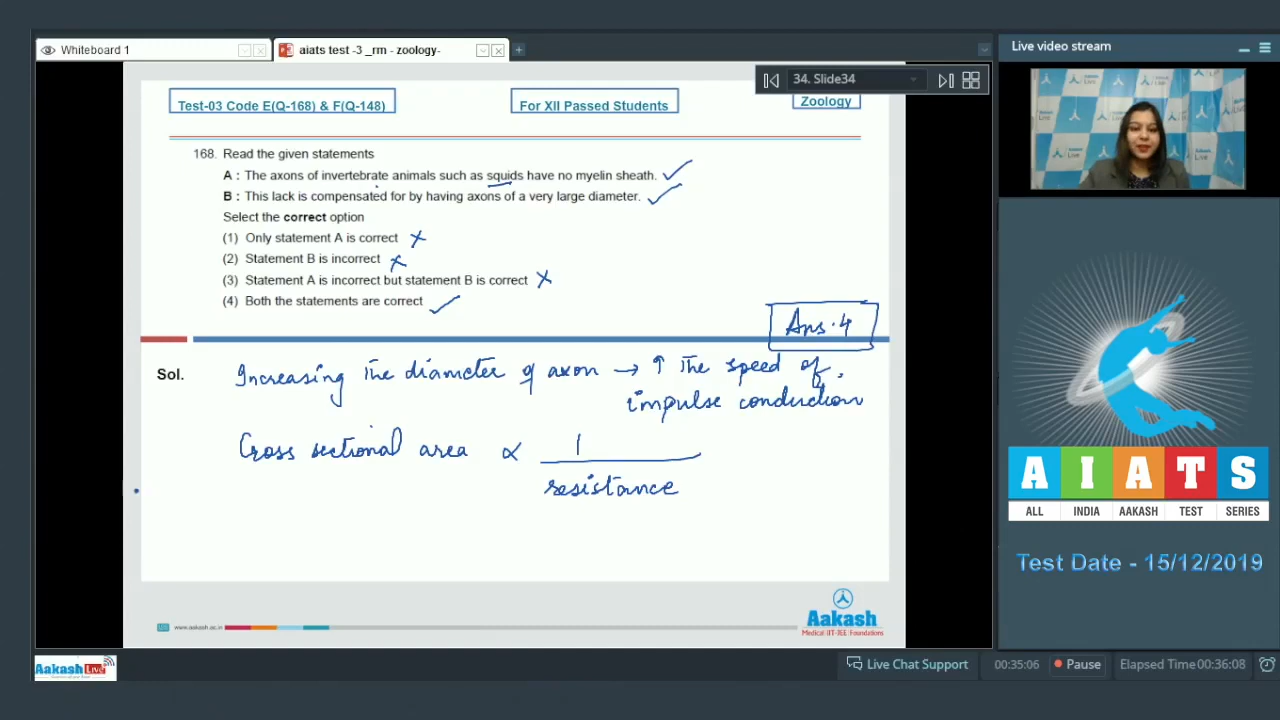 Whiteboard 1
aiats test -3 _rm - zoology-
Live video stream
34. Slide34
Test-03 Code E(Q-168) & F(Q-148)
For XII Passed Students
Zoology
168. Read the given statements
A : The axons of invertebrate animals such as squids have no myelin sheath.
B : This lack is compensated for by having axons of a very large diameter.
Select the correct option
(1) Only statement A is correct
(2) Statement B is incorrect
(3) Statement A is incorrect but statement B is correct
(4) Both the statements are correct
Ans. 4
Sol.
Increasing the diameter of axon → ↑ the speed of
impulse conduction
Cross sectional area ∝ 1
resistance
A I A T S
ALL INDIA AAKASH TEST SERIES
Test Date - 15/12/2019
www.aakash.ac.in
Aakash
Medical|IIT-JEE|Foundations
Aakash Live
Live Chat Support
00:35:06
Pause
Elapsed Time 00:36:08